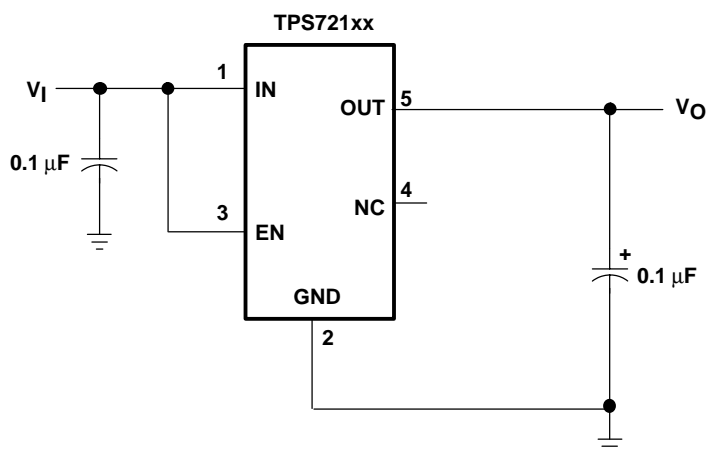 TPS721xx
VI
1
IN
OUT
5
VO
0.1 μF
4
NC
3
EN
+
0.1 μF
GND
2